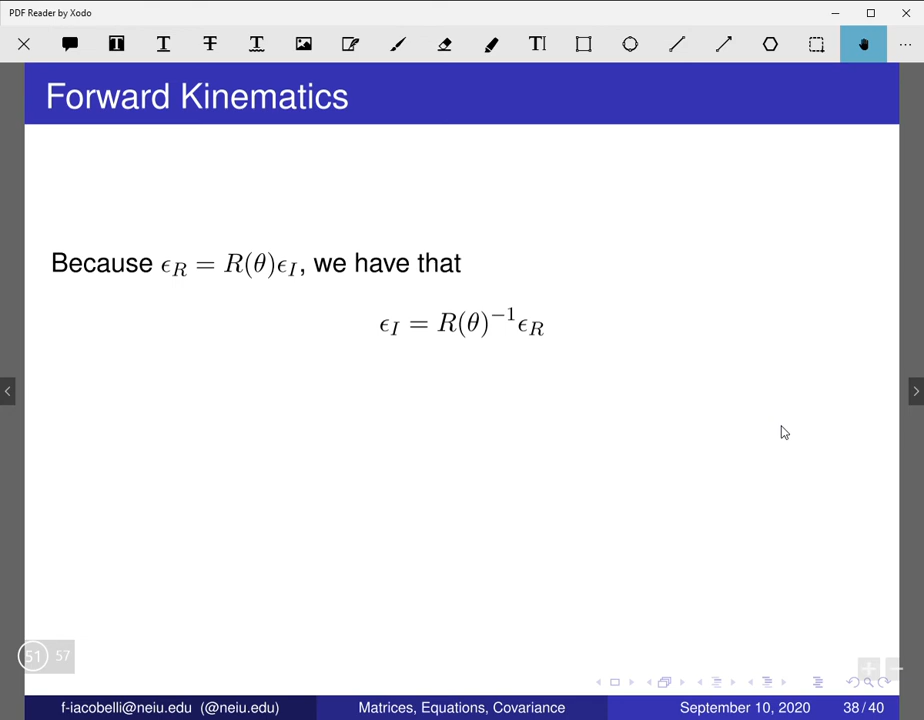 PDF Reader by Xodo
Forward Kinematics
Because ϵ_R = R(θ)ϵ_I, we have that
ϵ_I = R(θ)^{−1}ϵ_R
51 57
f-iacobelli@neiu.edu (@neiu.edu) Matrices, Equations, Covariance September 10, 2020 38 / 40